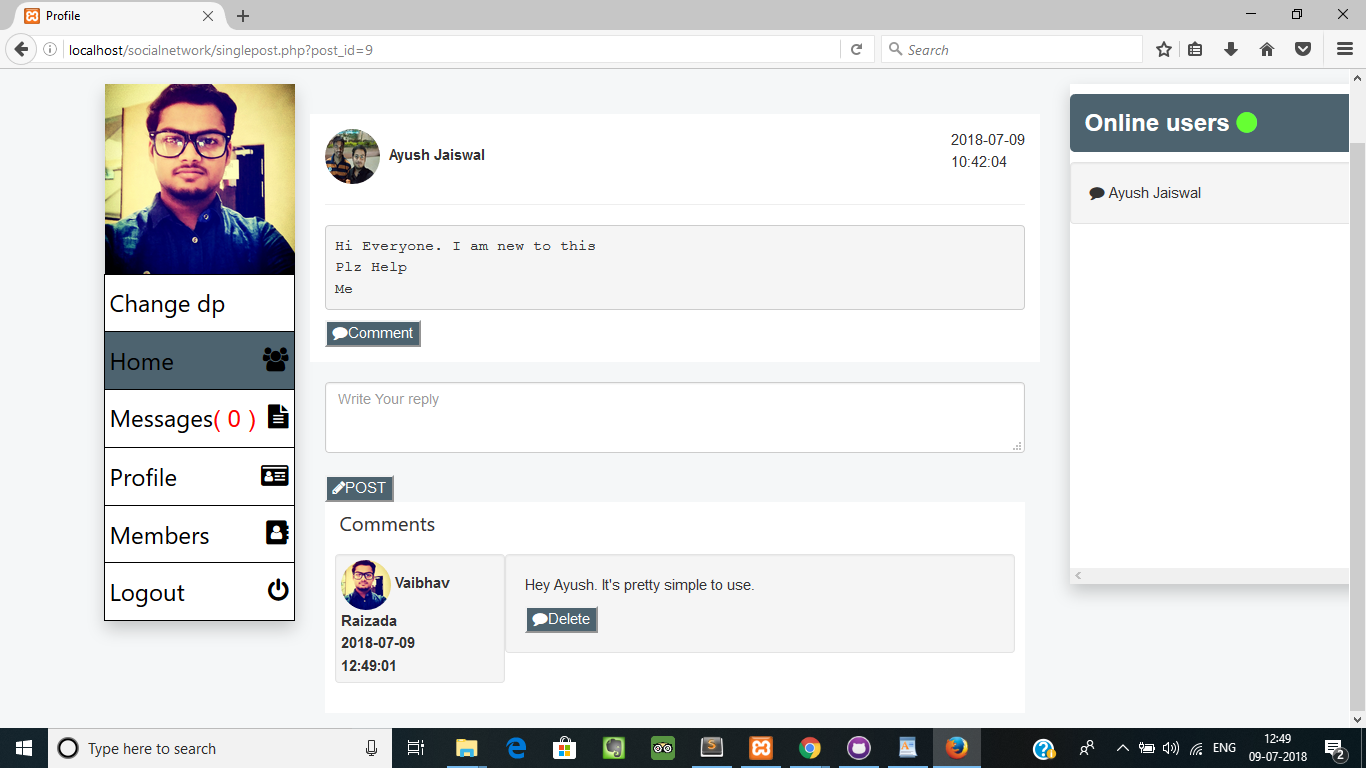 Profile
localhost/socialnetwork/singlepost.php?post_id=9
Search
Change dp
Home
Messages( 0 )
Profile
Members
Logout
Ayush Jaiswal
2018-07-09
10:42:04
Hi Everyone. I am new to this
Plz Help
Me
Comment
Write Your reply
POST
Comments
Vaibhav
Raizada
2018-07-09
12:49:01
Hey Ayush. It's pretty simple to use.
Delete
Online users
Ayush Jaiswal
Type here to search
ENG
12:49
09-07-2018
2